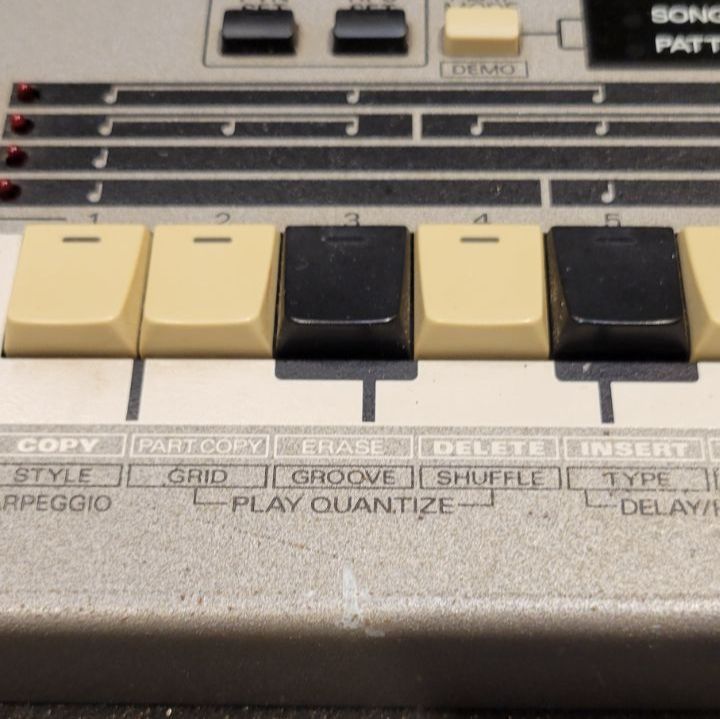 SONG
PATT
DEMO
1 2 3 4 5
COPY PART COPY ERASE DELETE INSERT
STYLE GRID GROOVE SHUFFLE TYPE
ARPEGGIO PLAY QUANTIZE DELAY/